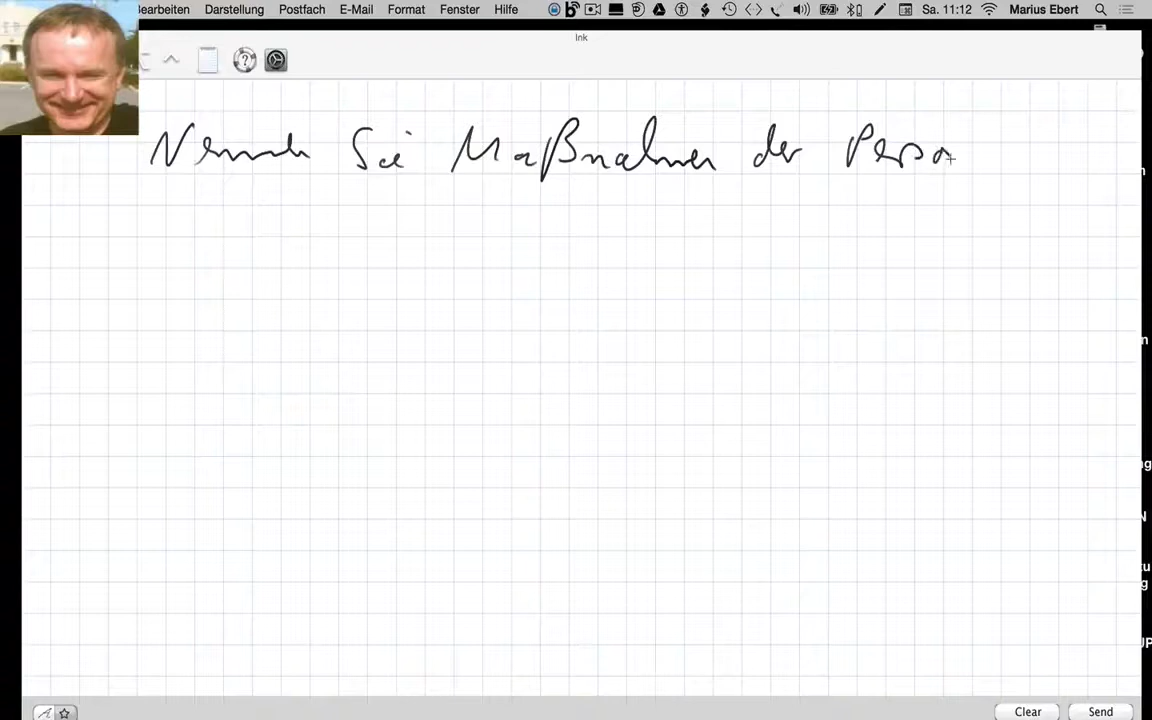 Bearbeiten Darstellung Postfach E-Mail Format Fenster Hilfe Sa. 11:12 Marius Ebert
Ink
Nennen Sie Maßnahmen der Perso
Clear Send